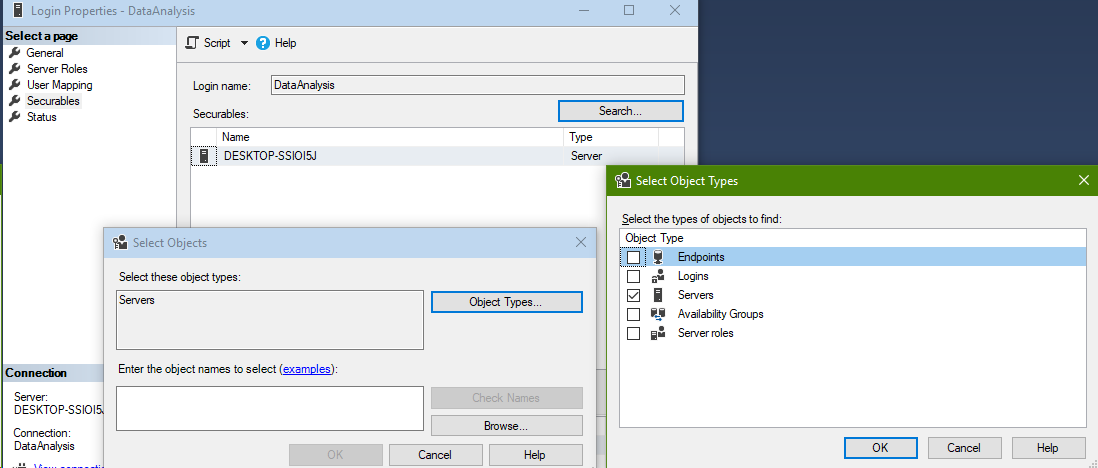 Login Properties - DataAnalysis
Select a page
General
Server Roles
User Mapping
Securables
Status
Script
Help
Login name:
DataAnalysis
Securables:
Search...
Name
Type
DESKTOP-SSIOI5J
Server
Connection
Server:
DESKTOP-SSIOI5J
Connection:
DataAnalysis
Select Objects
Select these object types:
Servers
Object Types...
Enter the object names to select (examples):
Check Names
Browse...
OK
Cancel
Help
Select Object Types
Select the types of objects to find:
Object Type
Endpoints
Logins
Servers
Availability Groups
Server roles
OK
Cancel
Help